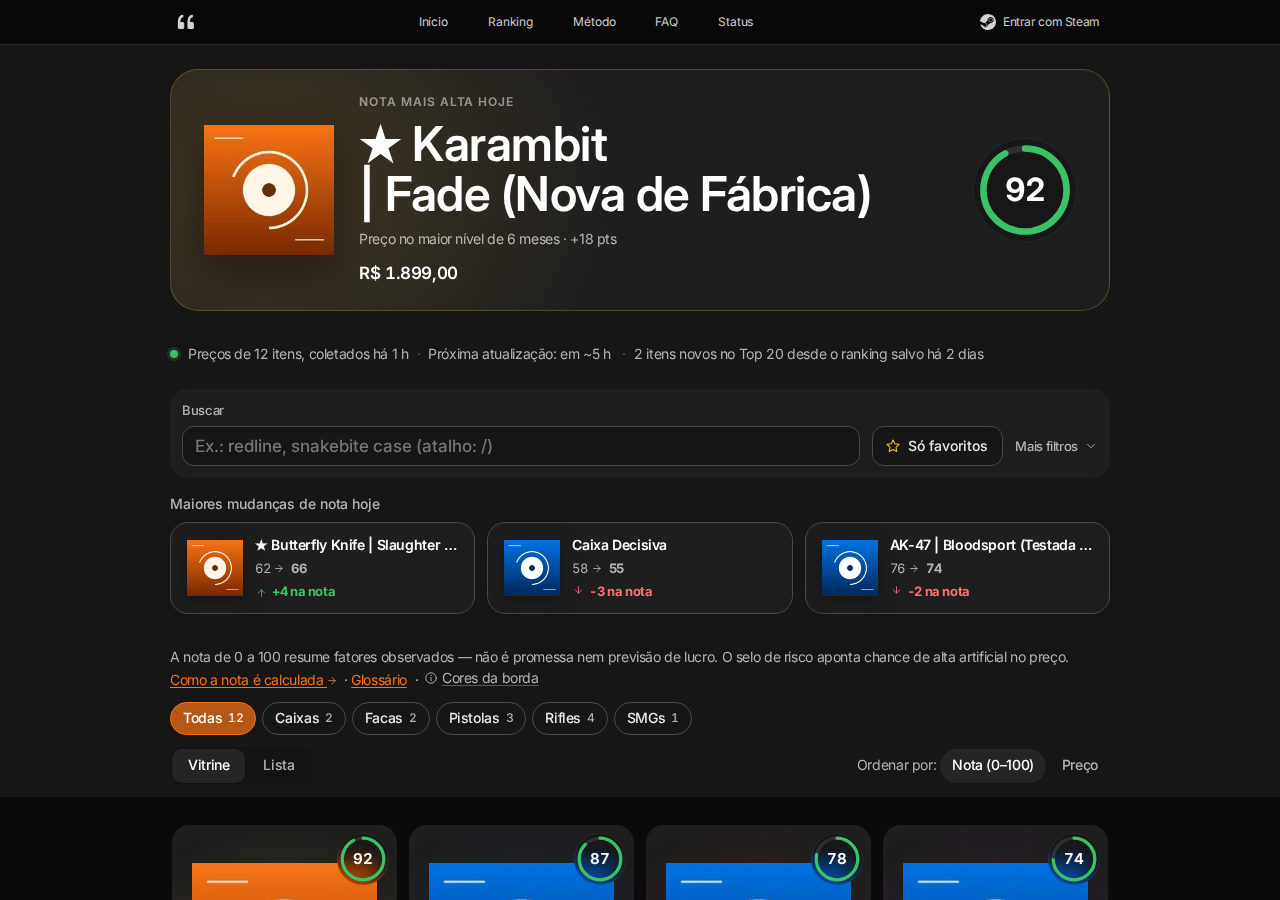 Início Ranking Método FAQ Status Entrar com Steam
NOTA MAIS ALTA HOJE
★ Karambit
| Fade (Nova de Fábrica)
Preço no maior nível de 6 meses · +18 pts
R$ 1.899,00
92
Preços de 12 itens, coletados há 1 h · Próxima atualização: em ~5 h · 2 itens novos no Top 20 desde o ranking salvo há 2 dias
Buscar
Ex.: redline, snakebite case (atalho: /)
Só favoritos
Mais filtros
Maiores mudanças de nota hoje
★ Butterfly Knife | Slaughter ...
62 → 66
↑ +4 na nota
Caixa Decisiva
58 → 55
↓ -3 na nota
AK-47 | Bloodsport (Testada ...
76 → 74
↓ -2 na nota
A nota de 0 a 100 resume fatores observados — não é promessa nem previsão de lucro. O selo de risco aponta chance de alta artificial no preço.
Como a nota é calculada → · Glossário · Cores da borda
Todas 12 Caixas 2 Facas 2 Pistolas 3 Rifles 4 SMGs 1
Vitrine Lista Ordenar por: Nota (0–100) Preço
92 87 78 74